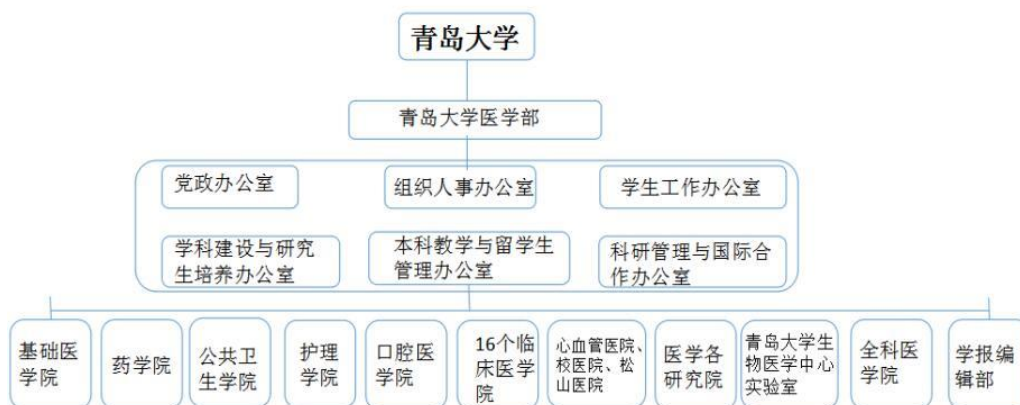 青岛大学
青岛大学医学部
党政办公室
组织人事办公室
学生工作办公室
学科建设与研究
生培养办公室
本科教学与留学生
管理办公室
科研管理与国际合
作办公室
基础医
学院
药学院
公共卫
生学院
护理
学院
口腔医
学院
16个临
床医学
院
心血管医院、
校医院、松
山医院
医学各
研究院
青岛大学生
物医学中心
实验室
全科医
学院
学报编
辑部